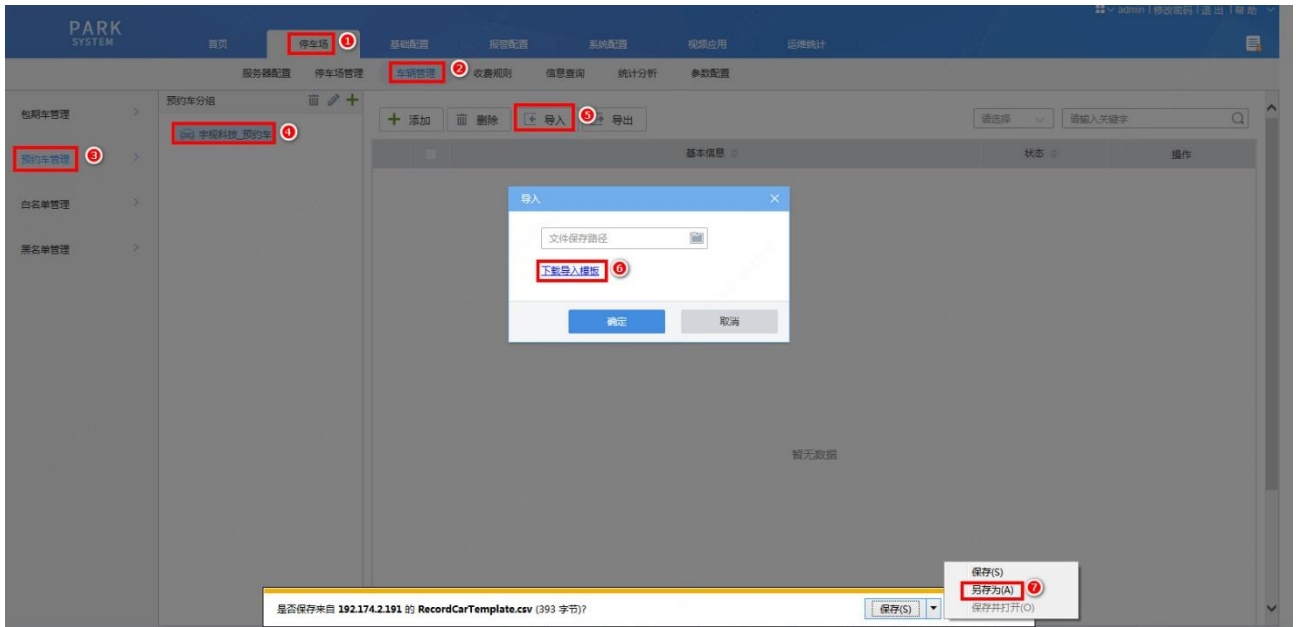 PARK
SYSTEM
admin | 修改密码 | 退出 | 帮助
首页 停车场 1 基础配置 报警配置 系统配置 视频应用 运维统计
服务器配置 停车场管理 车辆管理 2 收费规则 信息查询 统计分析 参数配置
包期车管理
预约车管理 3
白名单管理
黑名单管理
预约车分组
宇视科技_预约车 4
添加 删除 导入 5 导出 请选择 请输入关键字
基本信息 状态 操作
导入
文件保存路径
下载导入模板 6
确定 取消
暂无数据
保存(S)
另存为(A) 7
保存并打开(O)
是否保存来自 192.174.2.191 的 RecordCarTemplate.csv (393 字节)? 保存(S)